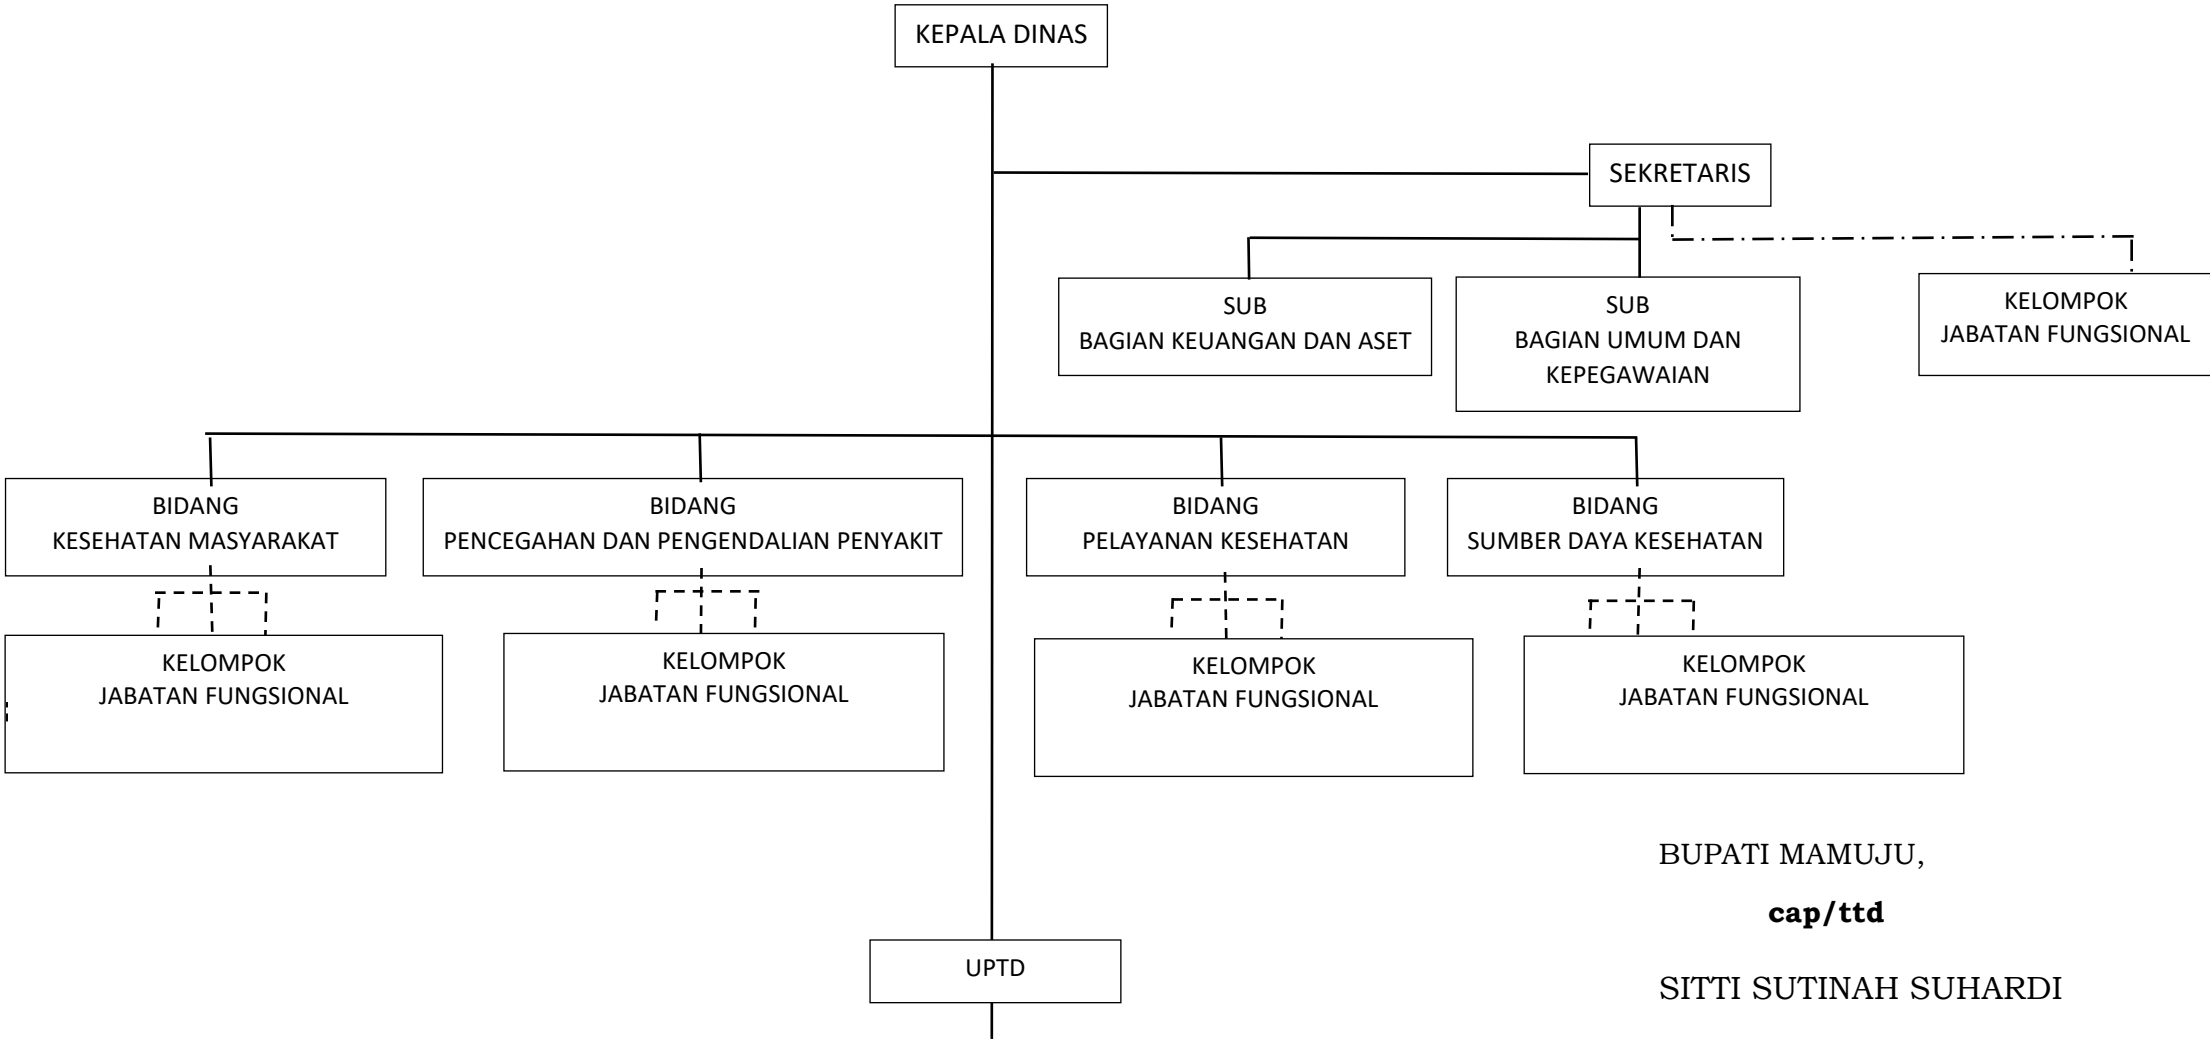 KEPALA DINAS
SEKRETARIS
SUB
BAGIAN KEUANGAN DAN ASET
SUB
BAGIAN UMUM DAN
KEPEGAWAIAN
KELOMPOK
JABATAN FUNGSIONAL
BIDANG
KESEHATAN MASYARAKAT
BIDANG
PENCEGAHAN DAN PENGENDALIAN PENYAKIT
BIDANG
PELAYANAN KESEHATAN
BIDANG
SUMBER DAYA KESEHATAN
KELOMPOK
JABATAN FUNGSIONAL
KELOMPOK
JABATAN FUNGSIONAL
KELOMPOK
JABATAN FUNGSIONAL
KELOMPOK
JABATAN FUNGSIONAL
UPTD
BUPATI MAMUJU,
cap/ttd
SITTI SUTINAH SUHARDI